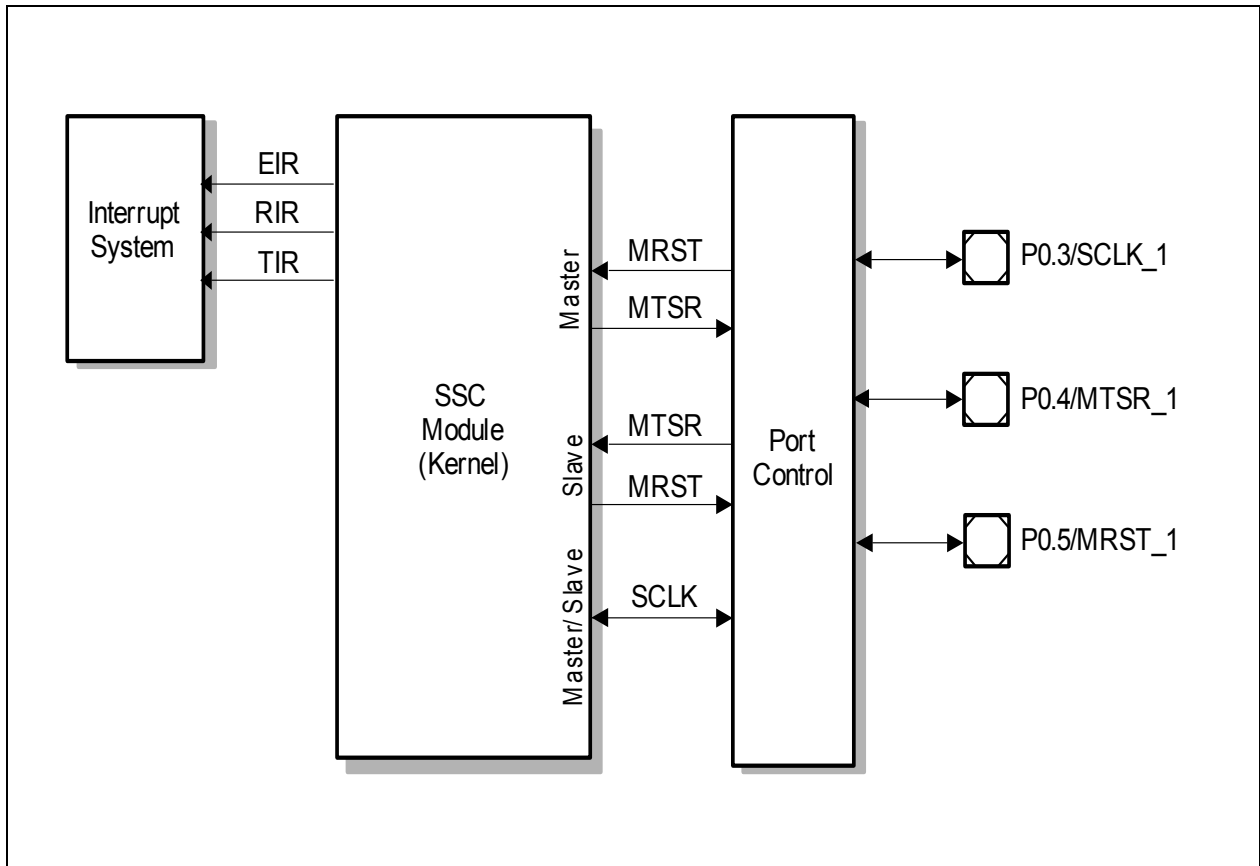 Interrupt
System
EIR
RIR
TIR
SSC
Module
(Kernel)
Master
Slave
Master/Slave
MRST
MTSR
MTSR
MRST
SCLK
Port
Control
P0.3/SCLK_1
P0.4/MTSR_1
P0.5/MRST_1